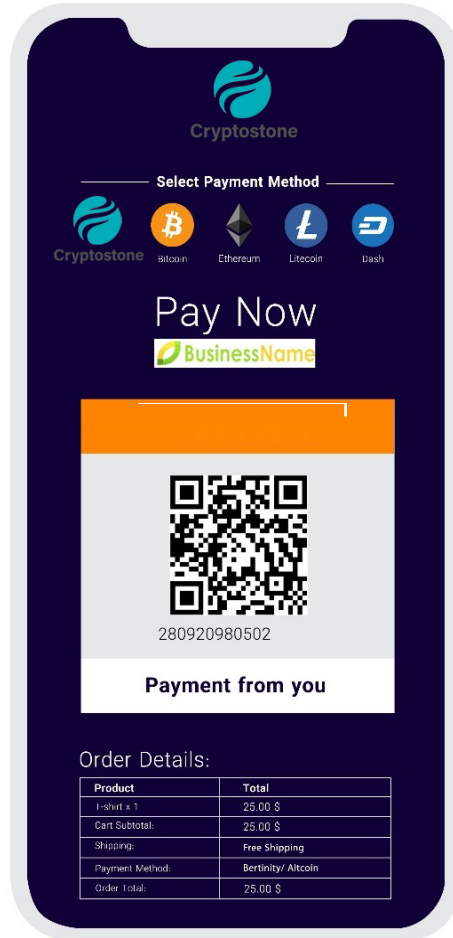 Cryptostone
Select Payment Method
Cryptostone
Bitcoin
Ethereum
Litecoin
Dash
Pay Now
BusinessName
280920980502
Payment from you
Order Details:
Product Total
T-shirt x 1 25.00 $
Cart Subtotal: 25.00 $
Shipping: Free Shipping
Payment Method: Bertinity/ Altcoin
Order Total: 25.00 $